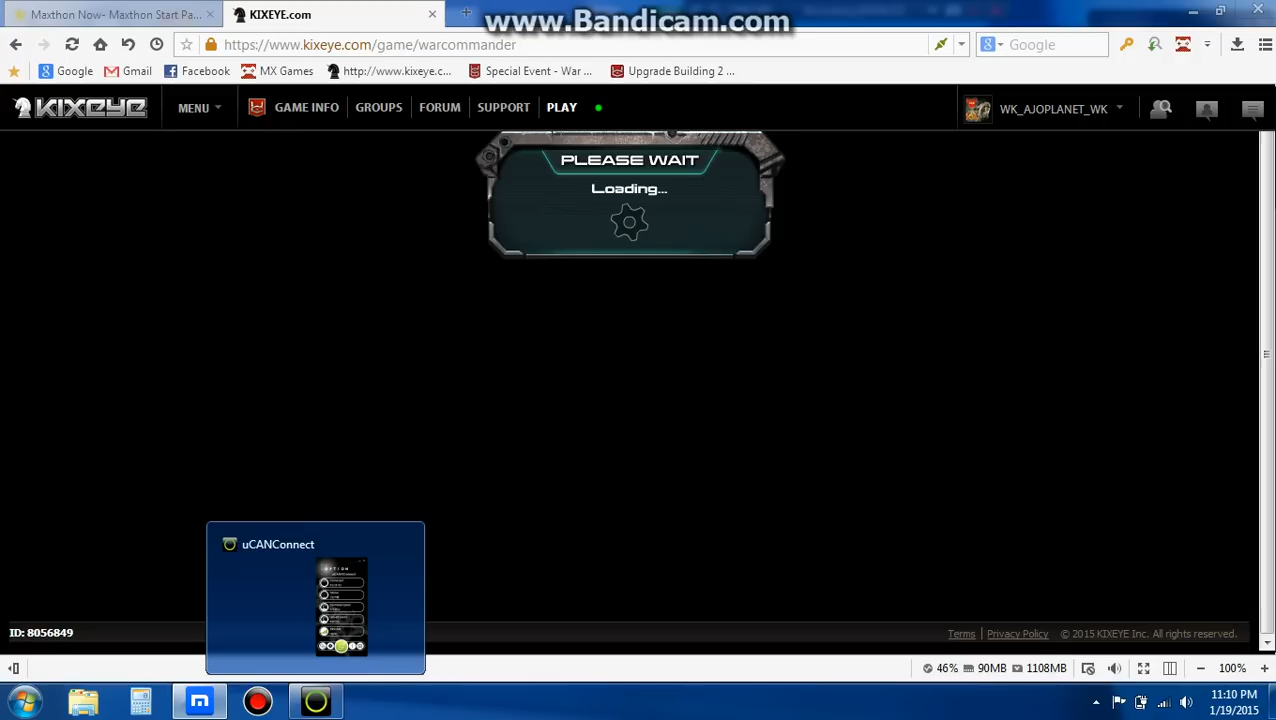 Maxthon Now- Maxthon Start Pa...
KIXEYE.com
www.Bandicam.com
https://www.kixeye.com/game/warcommander
Google
Google
Gmail
Facebook
MX Games
http://www.kixeye.c...
Special Event - War ...
Upgrade Building 2 ...
KIXEYE
MENU
GAME INFO
GROUPS
FORUM
SUPPORT
PLAY
WK_AJOPLANET_WK
PLEASE WAIT
Loading...
uCANConnect
OPTION
Terms
Privacy Policy
© 2015 KIXEYE Inc. All rights reserved.
46%
90MB
1108MB
100%
11:10 PM
1/19/2015